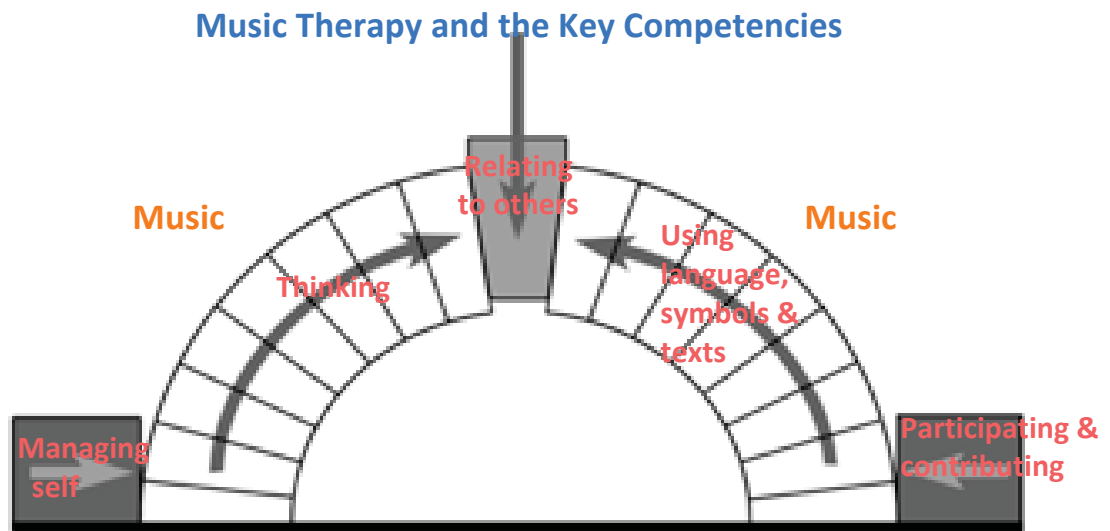 Music Therapy and the Key Competencies
Relating
to others
Music
Music
Thinking
Using
language,
symbols &
texts
Managing
self
Participating &
contributing